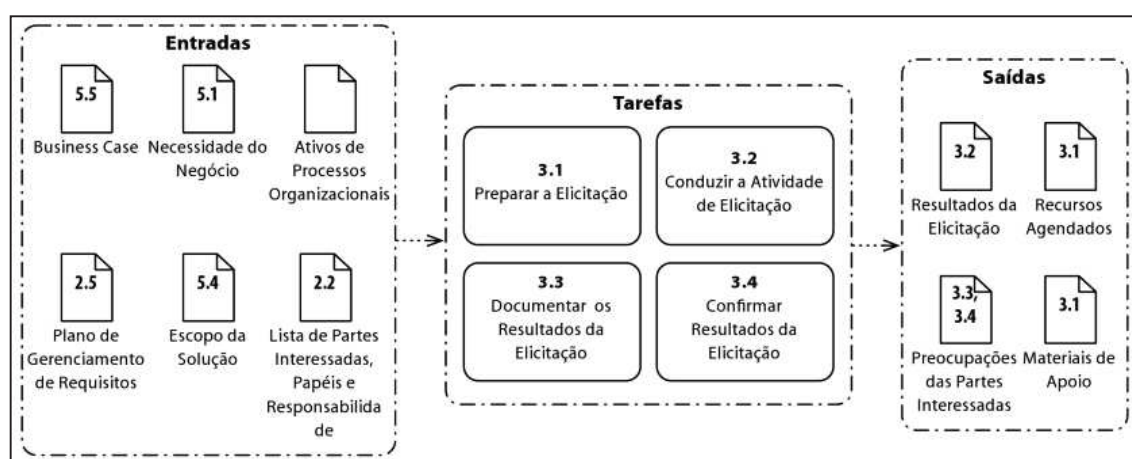 Entradas
5.5
Business Case
5.1
Necessidade do
Negócio
Ativos de
Processos
Organizacionais
2.5
Plano de
Gerenciamento
de Requisitos
5.4
Escopo da
Solução
2.2
Lista de Partes
Interessadas,
Papéis e
Responsabilida
de
Tarefas
3.1
Preparar a Elicitação
3.2
Conduzir a Atividade
de Elicitação
3.3
Documentar os
Resultados da
Elicitação
3.4
Confirmar
Resultados da
Elicitação
Saídas
3.2
Resultados da
Elicitação
3.1
Recursos
Agendados
3.3,
3.4
Preocupações
das Partes
Interessadas
3.1
Materiais de
Apoio